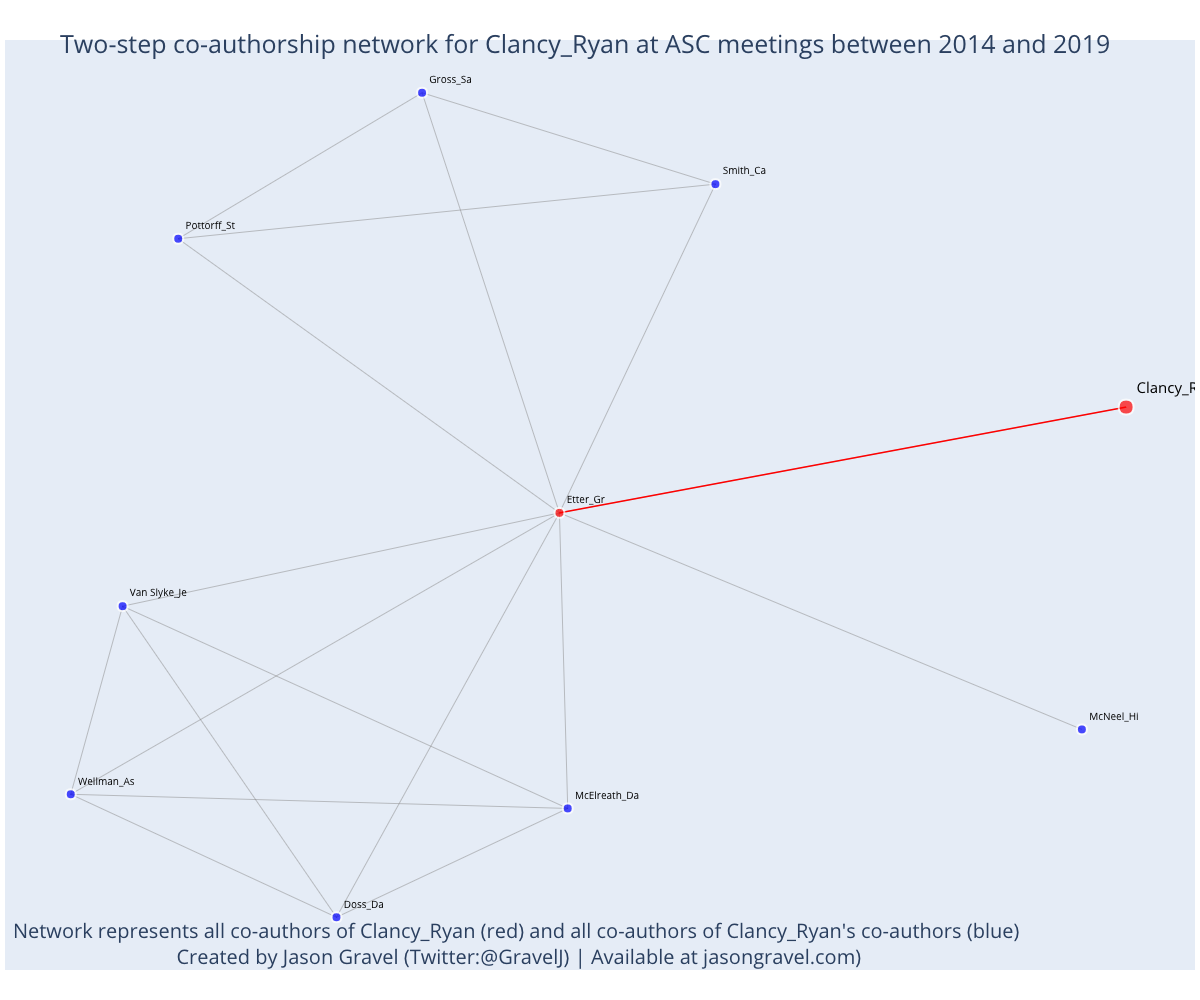 Two-step co-authorship network for Clancy_Ryan at ASC meetings between 2014 and 2019
Gross_Sa
Smith_Ca
Pottorff_St
Clancy_R
Etter_Gr
Van Slyke_Je
McNeel_Hi
Wellman_As
McElreath_Da
Doss_Da
Network represents all co-authors of Clancy_Ryan (red) and all co-authors of Clancy_Ryan's co-authors (blue)
Created by Jason Gravel (Twitter:@GravelJ) | Available at jasongravel.com)